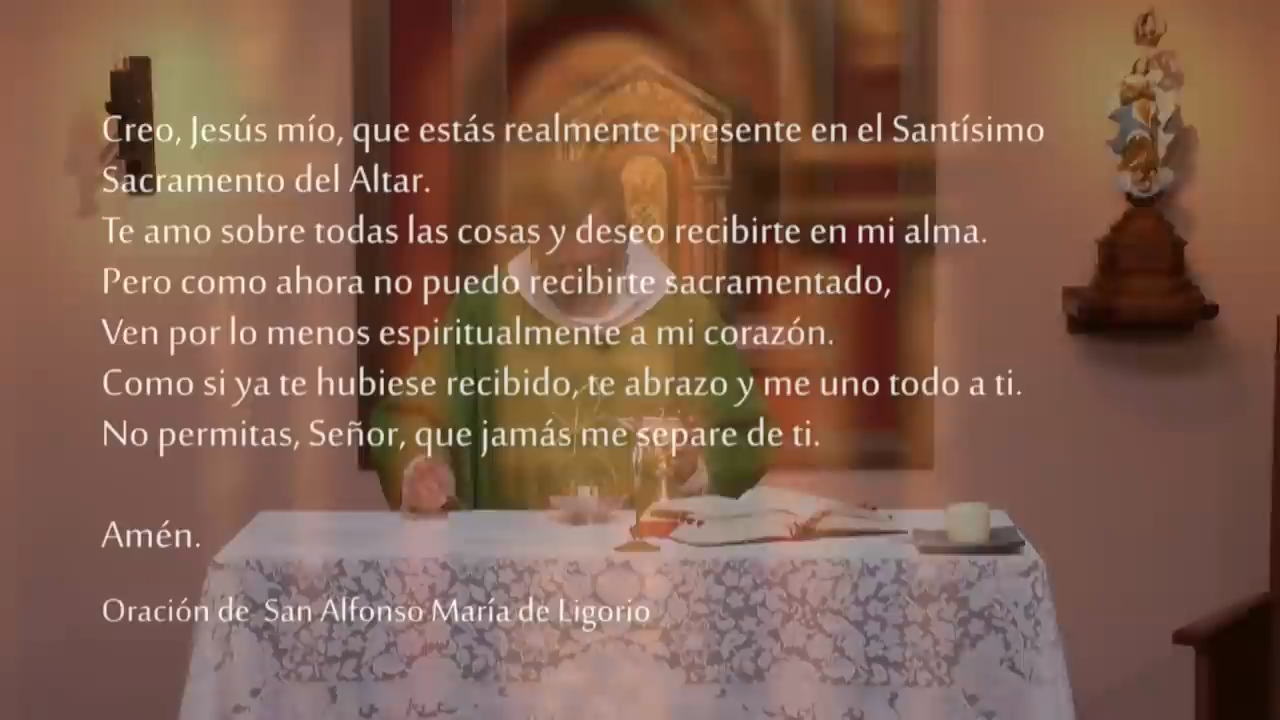 Creo, Jesús mío, que estás realmente presente en el Santísimo
Sacramento del Altar.
Te amo sobre todas las cosas y deseo recibirte en mi alma.
Pero como ahora no puedo recibirte sacramentado,
Ven por lo menos espiritualmente a mi corazón.
Como si ya te hubiese recibido, te abrazo y me uno todo a ti.
No permitas, Señor, que jamás me separe de ti.
Amén.
Oración de San Alfonso María de Ligorio